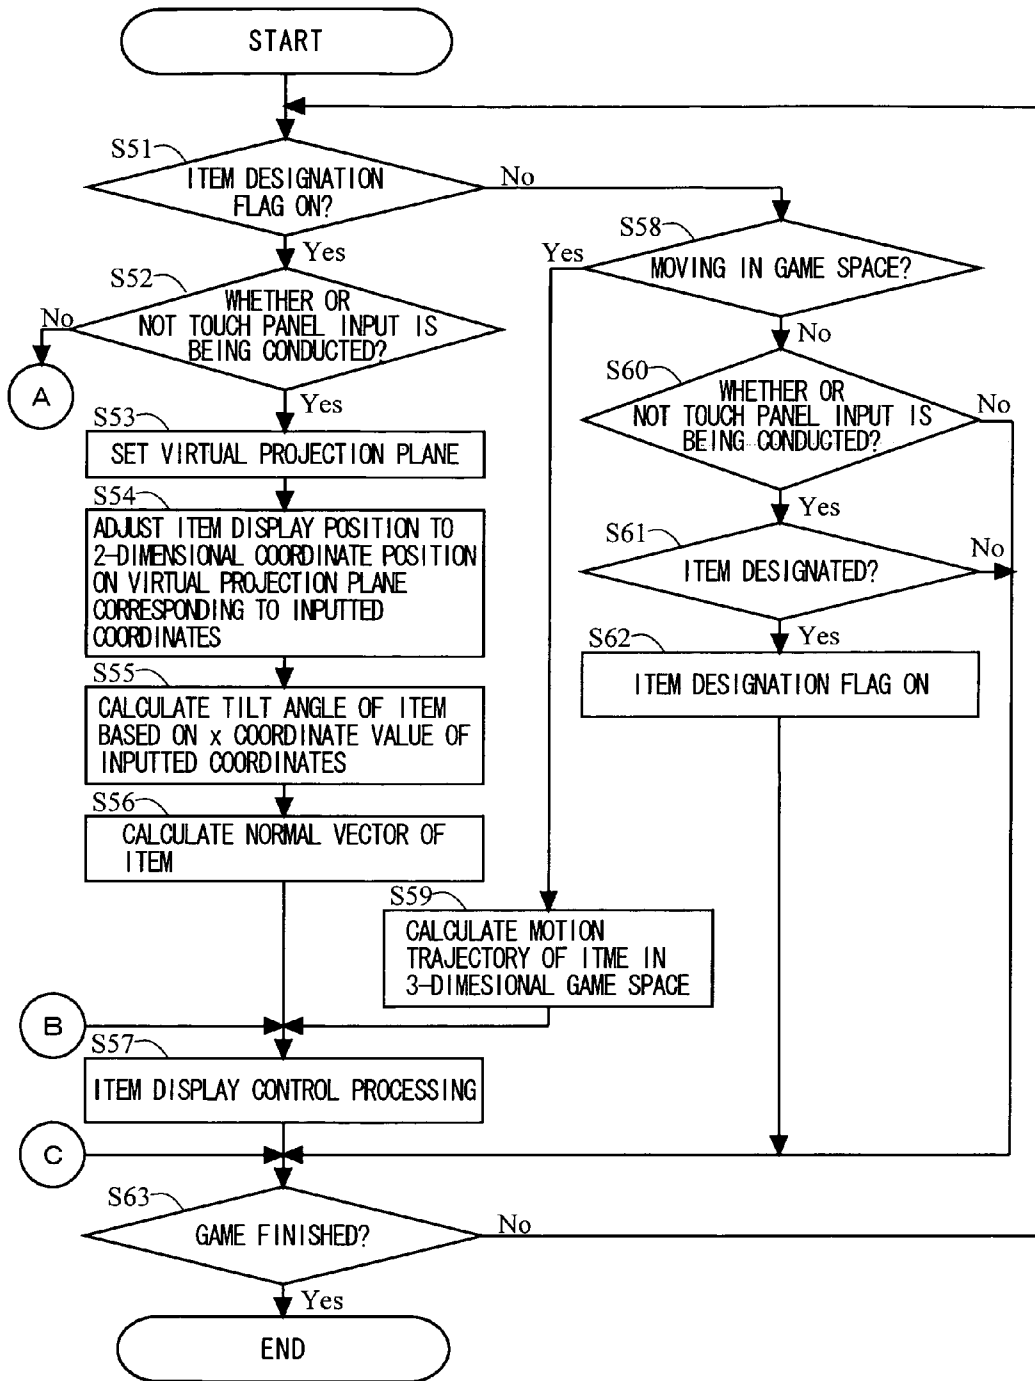 START
S51
ITEM DESIGNATION
FLAG ON?
No
Yes
S52
WHETHER OR
NOT TOUCH PANEL INPUT IS
BEING CONDUCTED?
No
A
Yes
S53
SET VIRTUAL PROJECTION PLANE
S54
ADJUST ITEM DISPLAY POSITION TO
2-DIMENSIONAL COORDINATE POSITION
ON VIRTUAL PROJECTION PLANE
CORRESPONDING TO INPUTTED
COORDINATES
S55
CALCULATE TILT ANGLE OF ITEM
BASED ON x COORDINATE VALUE OF
INPUTTED COORDINATES
S56
CALCULATE NORMAL VECTOR OF
ITEM
S58
Yes
MOVING IN GAME SPACE?
No
S60
WHETHER OR
NOT TOUCH PANEL INPUT IS
BEING CONDUCTED?
No
Yes
S61
ITEM DESIGNATED?
No
Yes
S62
ITEM DESIGNATION FLAG ON
S59
CALCULATE MOTION
TRAJECTORY OF ITME IN
3-DIMESIONAL GAME SPACE
B
S57
ITEM DISPLAY CONTROL PROCESSING
C
S63
GAME FINISHED?
No
Yes
END